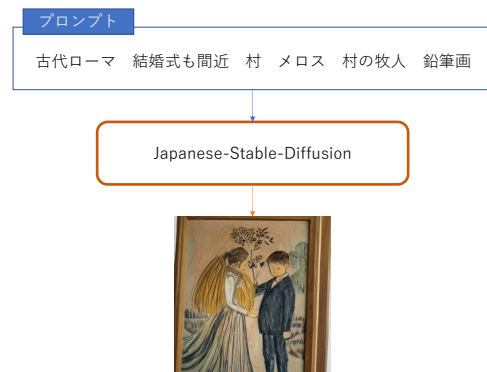 プロンプト
古代ローマ　結婚式も間近　村　メロス　村の牧人　鉛筆画
Japanese-Stable-Diffusion